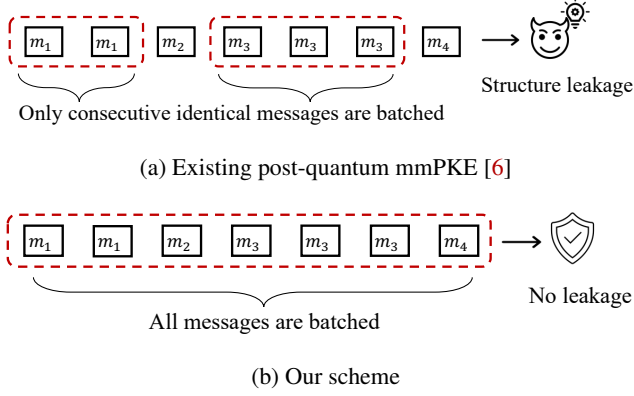 m₁ m₁ m₂ m₃ m₃ m₃ m₄
Structure leakage
Only consecutive identical messages are batched
(a) Existing post-quantum mmPKE [6]
m₁ m₁ m₂ m₃ m₃ m₃ m₄
No leakage
All messages are batched
(b) Our scheme